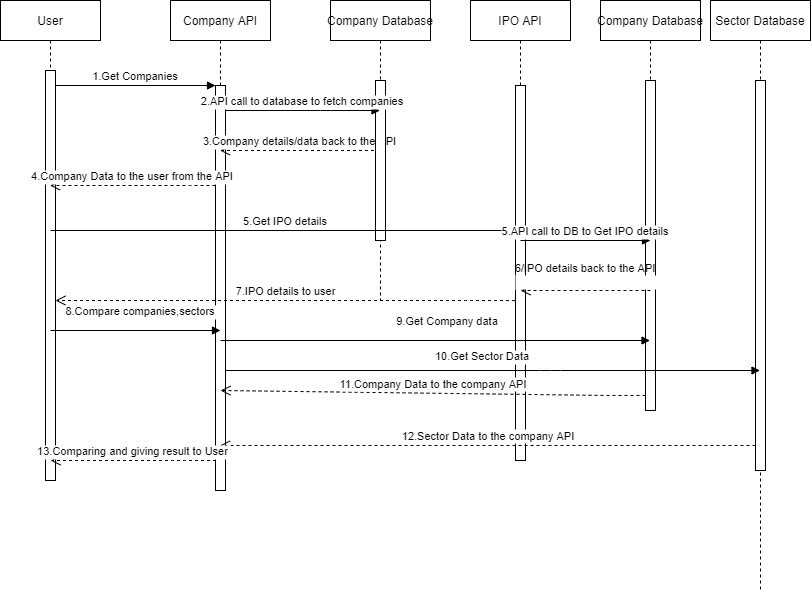 User
Company API
Company Database
IPO API
Company Database
Sector Database
1.Get Companies
2.API call to database to fetch companies
3.Company details/data back to the API
4.Company Data to the user from the API
5.Get IPO details
5.API call to DB to Get IPO details
6/IPO details back to the API
7.IPO details to user
8.Compare companies,sectors
9.Get Company data
10.Get Sector Data
11.Company Data to the company API
12.Sector Data to the company API
13.Comparing and giving result to User